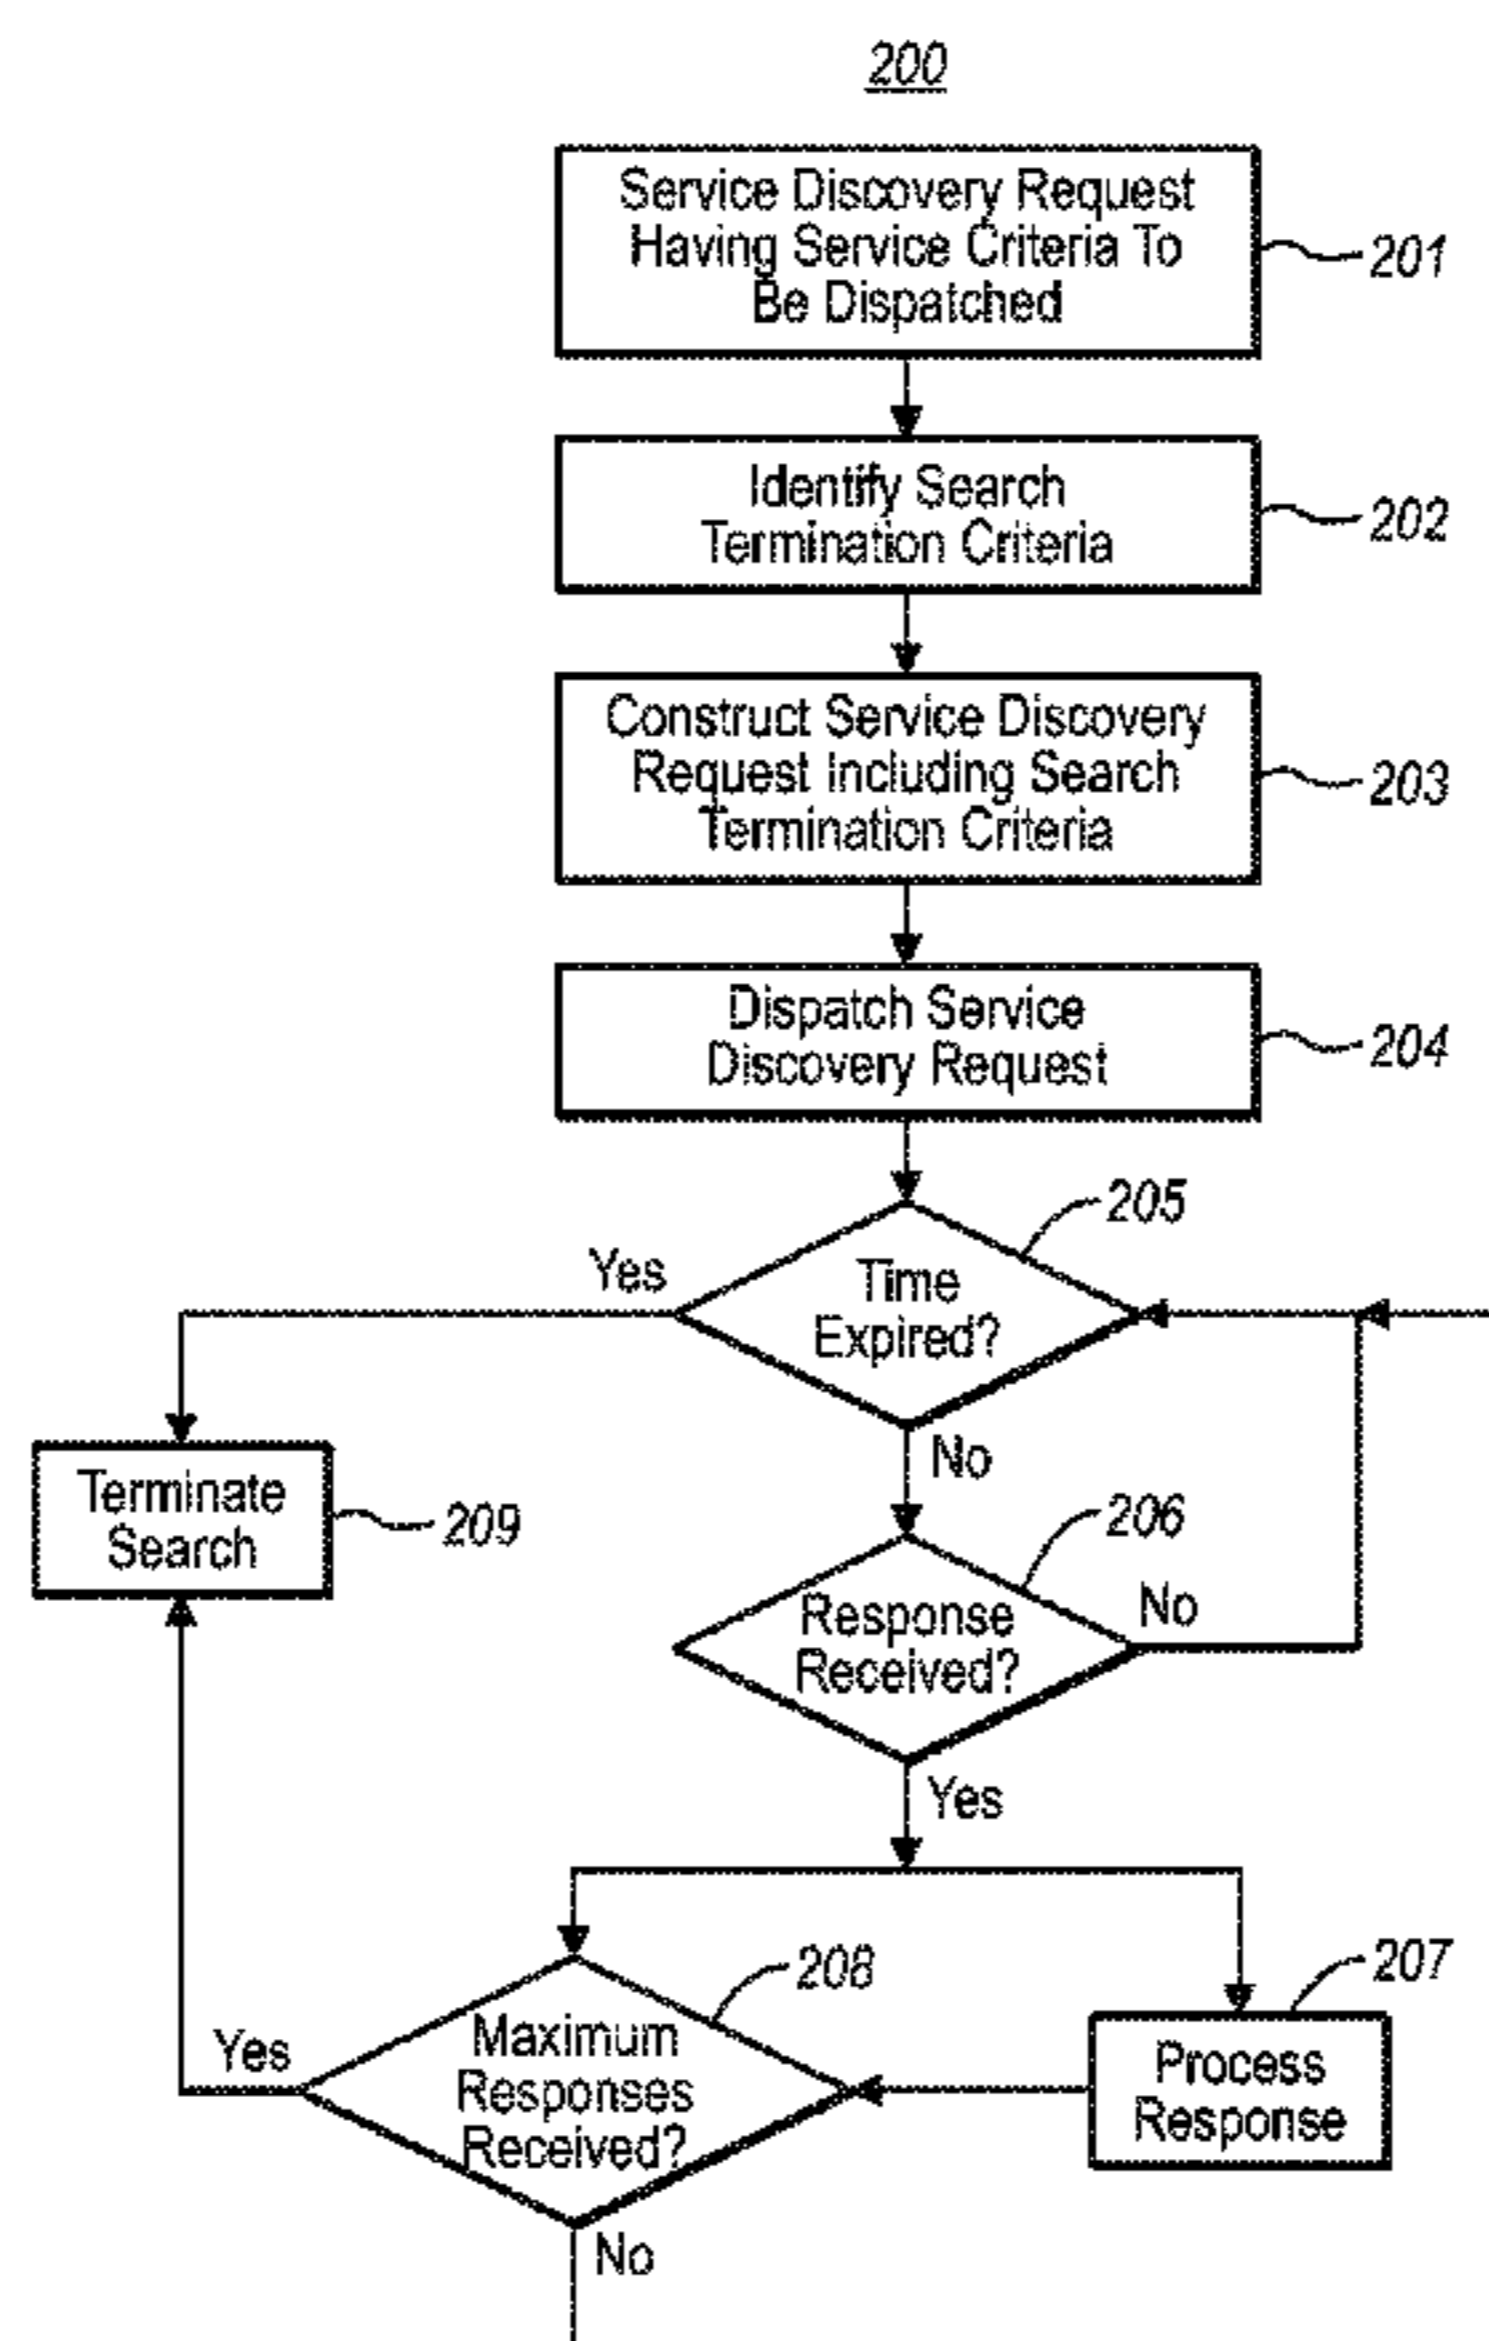 200
Service Discovery Request
Having Service Criteria To
Be Dispatched
201
Identify Search
Termination Criteria
202
Construct Service Discovery
Request Including Search
Termination Criteria
203
Dispatch Service
Discovery Request
204
205
Yes
Time
Expired?
No
Terminate
Search
209
206
Response
Received?
No
Yes
208
207
Yes
Maximum
Responses
Received?
Process
Response
No